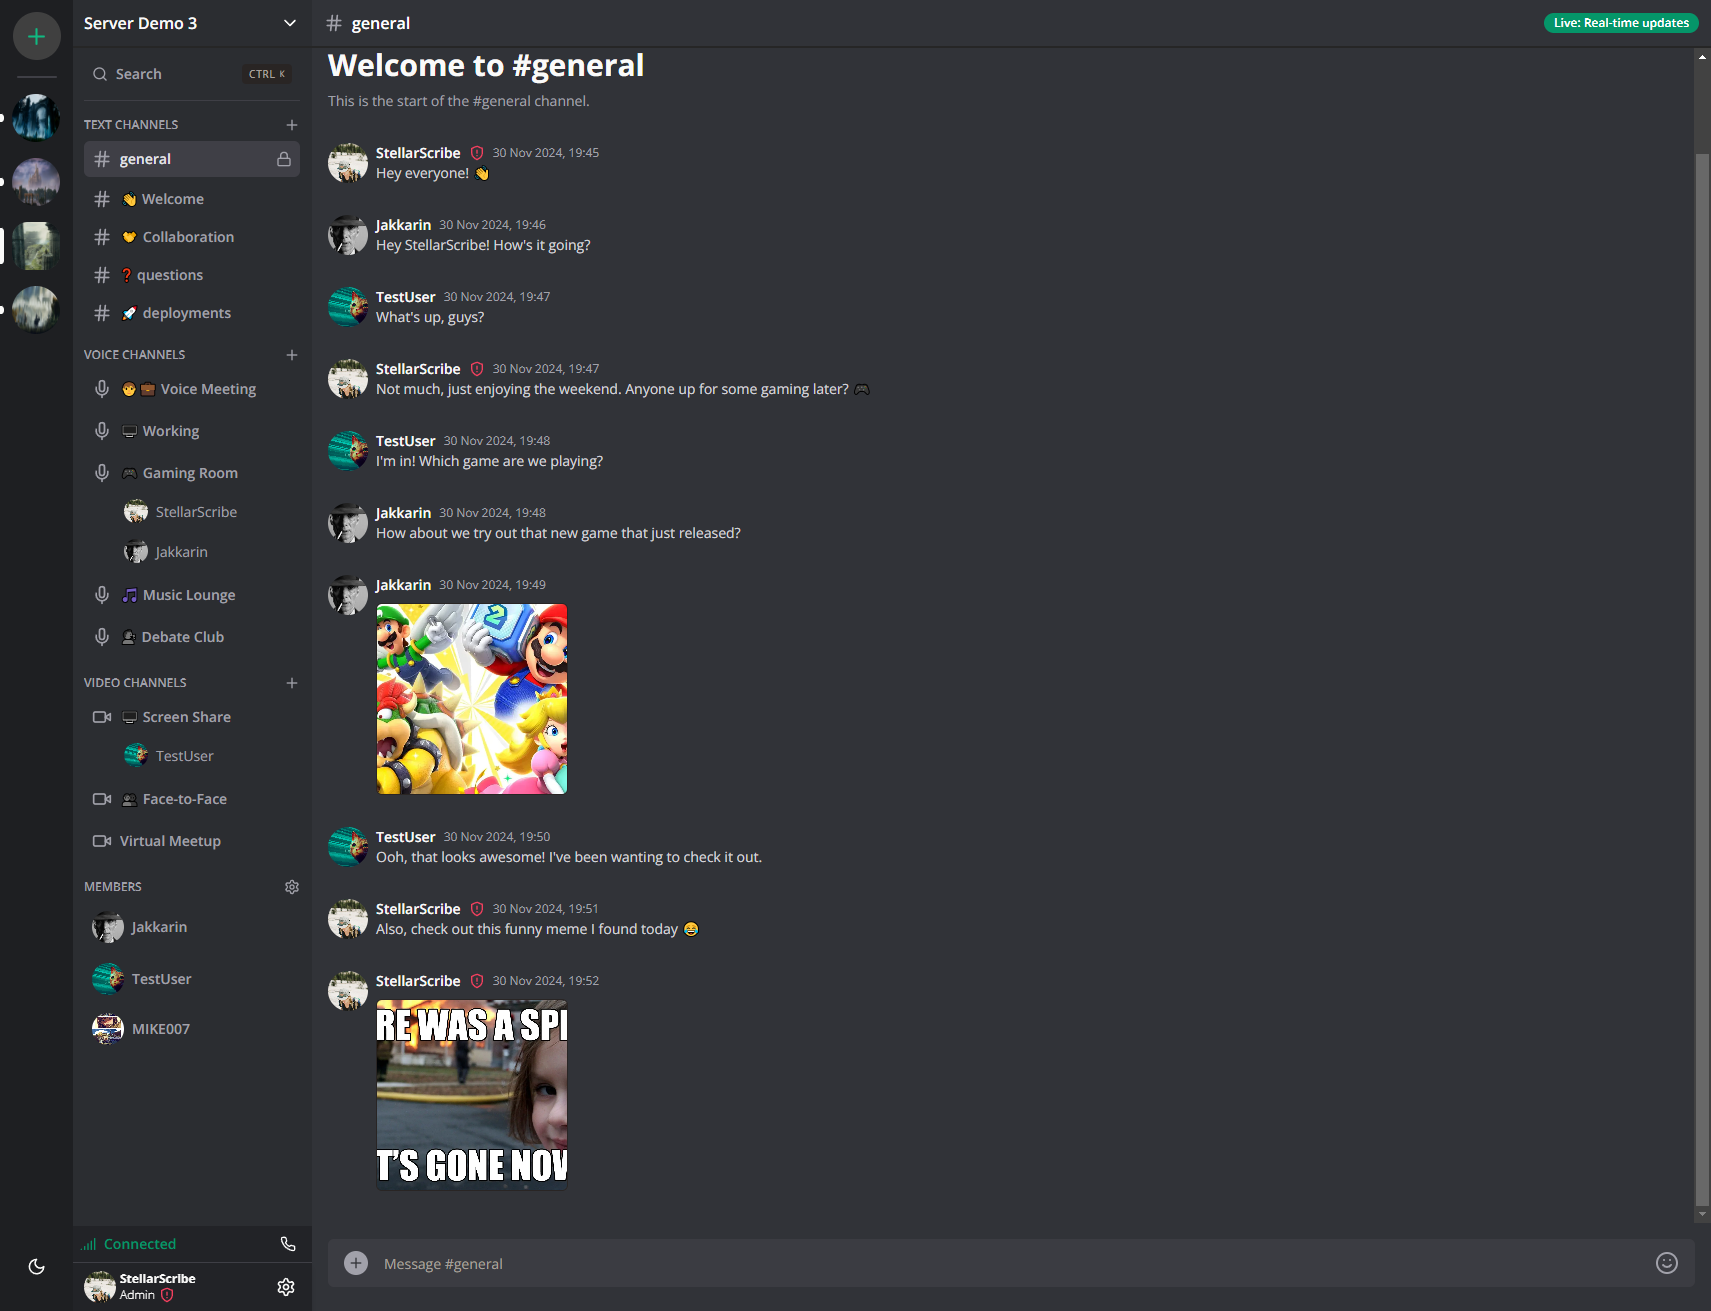 Server Demo 3
Search
CTRL K
TEXT CHANNELS
general
Welcome
Collaboration
questions
deployments
VOICE CHANNELS
Voice Meeting
Working
Gaming Room
StellarScribe
Jakkarin
Music Lounge
Debate Club
VIDEO CHANNELS
Screen Share
TestUser
Face-to-Face
Virtual Meetup
MEMBERS
Jakkarin
TestUser
MIKE007
Connected
StellarScribe
Admin
# general
Live: Real-time updates
Welcome to #general
This is the start of the #general channel.
StellarScribe 30 Nov 2024, 19:45
Hey everyone! 👋
Jakkarin 30 Nov 2024, 19:46
Hey StellarScribe! How's it going?
TestUser 30 Nov 2024, 19:47
What's up, guys?
StellarScribe 30 Nov 2024, 19:47
Not much, just enjoying the weekend. Anyone up for some gaming later? 🎮
TestUser 30 Nov 2024, 19:48
I'm in! Which game are we playing?
Jakkarin 30 Nov 2024, 19:48
How about we try out that new game that just released?
Jakkarin 30 Nov 2024, 19:49
2
TestUser 30 Nov 2024, 19:50
Ooh, that looks awesome! I've been wanting to check it out.
StellarScribe 30 Nov 2024, 19:51
Also, check out this funny meme I found today 😂
StellarScribe 30 Nov 2024, 19:52
RE WAS A SPI
T'S GONE NOW
Message #general